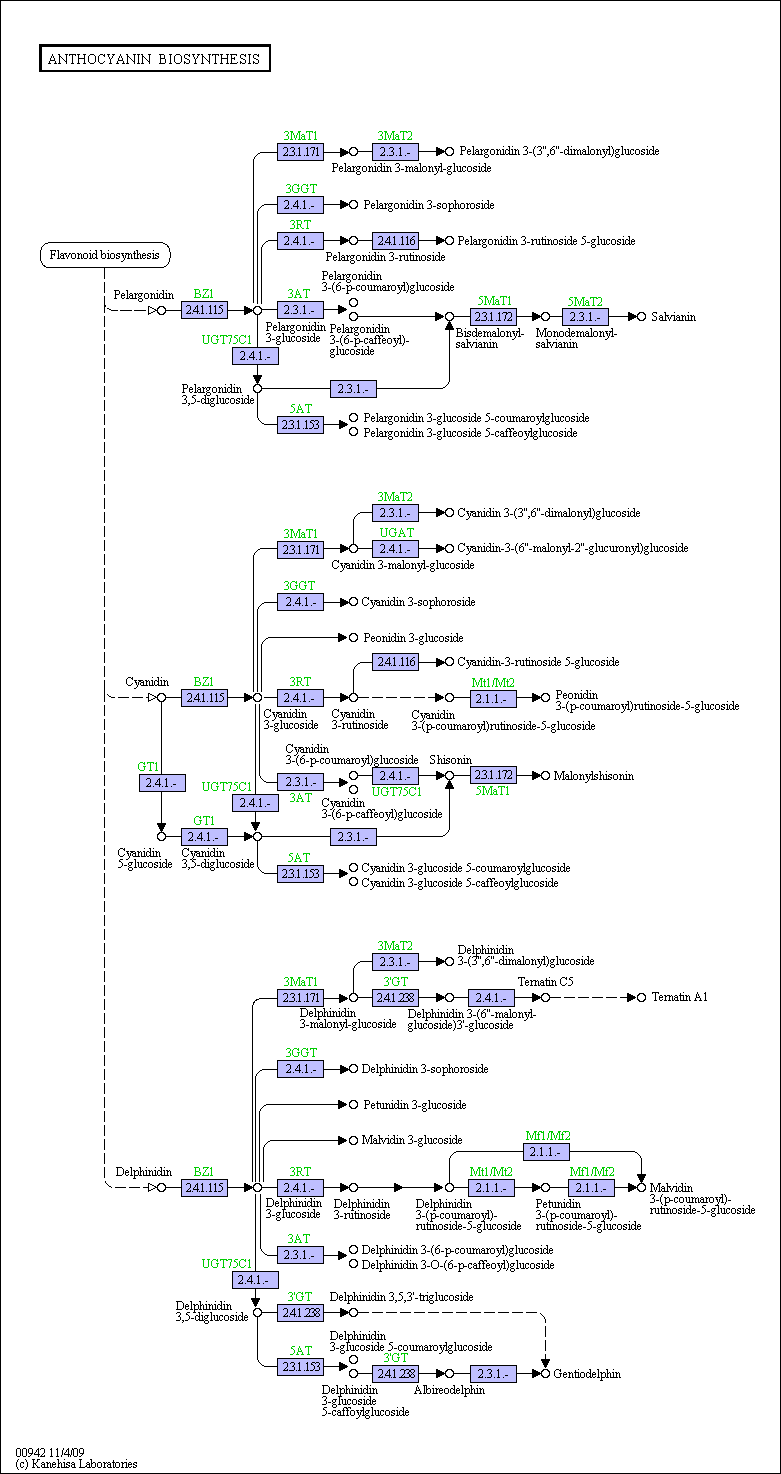 ANTHOCYANIN BIOSYNTHESIS
3MaT1
3MaT2
2.3.1.171
2.3.1.-
Pelargonidin 3-(3",6"-dimalonyl)glucoside
Pelargonidin 3-malonyl-glucoside
3GGT
2.4.1.-
Pelargonidin 3-sophoroside
3RT
2.4.1.-
2.4.1.116
Pelargonidin 3-rutinoside 5-glucoside
Pelargonidin 3-rutinoside
Flavonoid biosynthesis
Pelargonidin
3-(6-p-coumaroyl)glucoside
Pelargonidin
BZ1
2.4.1.115
3AT
2.3.1.-
5MaT1
2.3.1.172
5MaT2
2.3.1.-
Salvianin
Pelargonidin
3-glucoside
Pelargonidin
3-(6-p-caffeoyl)-
glucoside
Bisdemalonyl-
salvianin
Monodemalonyl-
salvianin
UGT75C1
2.4.1.-
Pelargonidin
3,5-diglucoside
2.3.1.-
5AT
2.3.1.153
Pelargonidin 3-glucoside 5-coumaroylglucoside
Pelargonidin 3-glucoside 5-caffeoylglucoside
3MaT2
2.3.1.-
Cyanidin 3-(3",6"-dimalonyl)glucoside
3MaT1
2.3.1.171
UGAT
2.4.1.-
Cyanidin-3-(6"-malonyl-2"-glucuronyl)glucoside
Cyanidin 3-malonyl-glucoside
3GGT
2.4.1.-
Cyanidin 3-sophoroside
Peonidin 3-glucoside
2.4.1.116
Cyanidin-3-rutinoside 5-glucoside
Cyanidin
BZ1
2.4.1.115
3RT
2.4.1.-
Mt1/Mt2
2.1.1.-
Peonidin
3-(p-coumaroyl)rutinoside-5-glucoside
Cyanidin
3-glucoside
Cyanidin
3-rutinoside
Cyanidin
3-(p-coumaroyl)rutinoside-5-glucoside
Cyanidin
3-(6-p-coumaroyl)glucoside
Shisonin
GT1
2.4.1.-
UGT75C1
2.4.1.-
2.3.1.-
3AT
2.4.1.-
UGT75C1
2.3.1.172
5MaT1
Malonylshisonin
Cyanidin
3-(6-p-caffeoyl)glucoside
GT1
2.4.1.-
2.3.1.-
Cyanidin
5-glucoside
Cyanidin
3,5-diglucoside
5AT
2.3.1.153
Cyanidin 3-glucoside 5-coumaroylglucoside
Cyanidin 3-glucoside 5-caffeoylglucoside
3MaT2
2.3.1.-
Delphinidin
3-(3",6"-dimalonyl)glucoside
3MaT1
2.3.1.171
3'GT
2.4.1.238
2.4.1.-
Ternatin C5
Ternatin A1
Delphinidin
3-malonyl-glucoside
Delphinidin 3-(6"-malonyl-
glucoside)3'-glucoside
3GGT
2.4.1.-
Delphinidin 3-sophoroside
Petunidin 3-glucoside
Malvidin 3-glucoside
Mf1/Mf2
2.1.1.-
Delphinidin
BZ1
2.4.1.115
3RT
2.4.1.-
Mt1/Mt2
2.1.1.-
Mf1/Mf2
2.1.1.-
Malvidin
3-(p-coumaroyl)-
rutinoside-5-glucoside
Delphinidin
3-glucoside
Delphinidin
3-rutinoside
Delphinidin
3-(p-coumaroyl)-
rutinoside-5-glucoside
Petunidin
3-(p-coumaroyl)-
rutinoside-5-glucoside
3AT
2.3.1.-
Delphinidin 3-(6-p-coumaroyl)glucoside
Delphinidin 3-O-(6-p-caffeoyl)glucoside
UGT75C1
2.4.1.-
Delphinidin
3,5-diglucoside
3'GT
2.4.1.238
Delphinidin 3,5,3'-triglucoside
Delphinidin
3-glucoside 5-coumaroylglucoside
5AT
2.3.1.153
3'GT
2.4.1.238
2.3.1.-
Gentiodelphin
Delphinidin
3-glucoside
5-caffoylglucoside
Albireodelphin
00942 11/4/09
(c) Kanehisa Laboratories